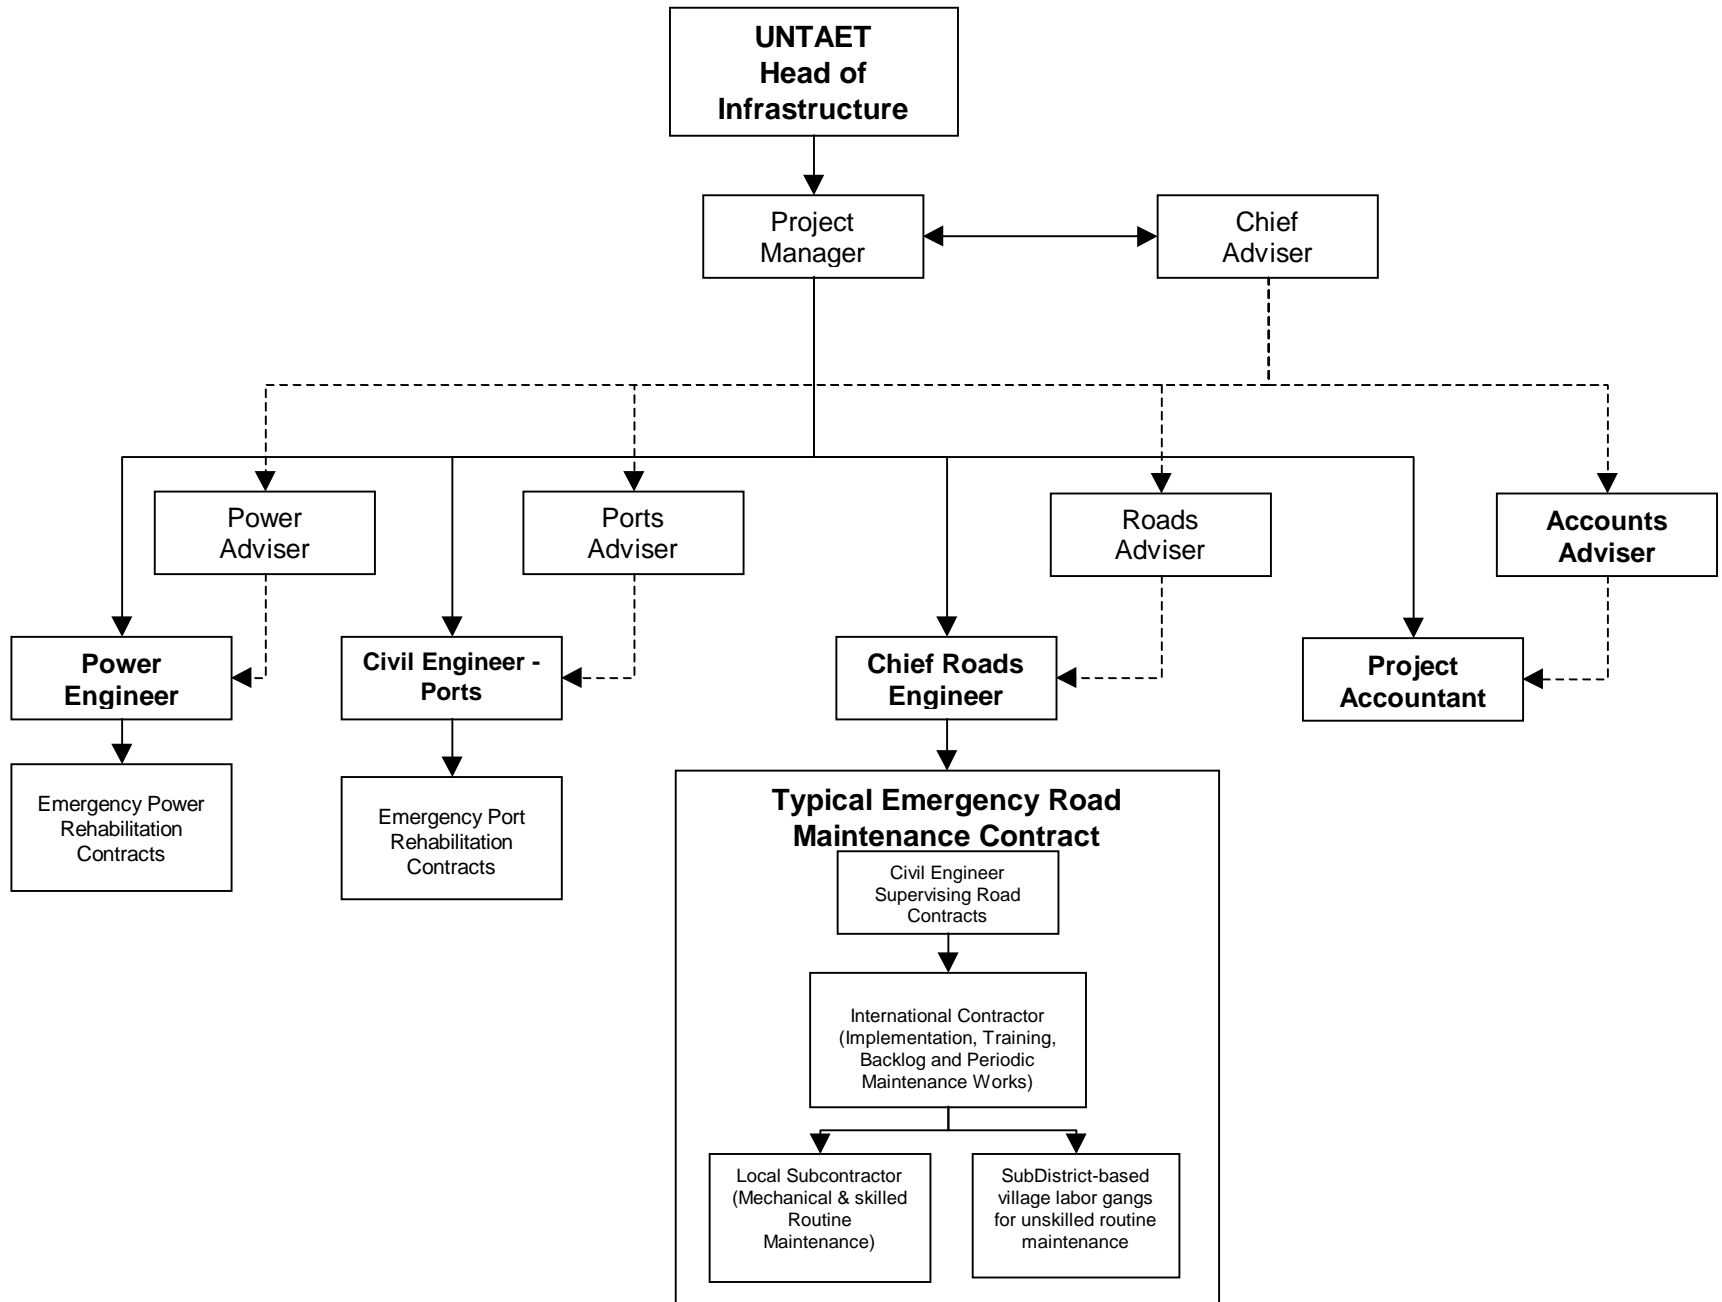 UNTAET
Head of
Infrastructure
Project
Manager
Chief
Adviser
Power
Adviser
Ports
Adviser
Roads
Adviser
Accounts
Adviser
Power
Engineer
Civil Engineer -
Ports
Chief Roads
Engineer
Project
Accountant
Emergency Power
Rehabilitation
Contracts
Emergency Port
Rehabilitation
Contracts
Typical Emergency Road
Maintenance Contract
Civil Engineer
Supervising Road
Contracts
International Contractor
(Implementation, Training,
Backlog and Periodic
Maintenance Works)
Local Subcontractor
(Mechanical & skilled
Routine
Maintenance)
SubDistrict-based
village labor gangs
for unskilled routine
maintenance